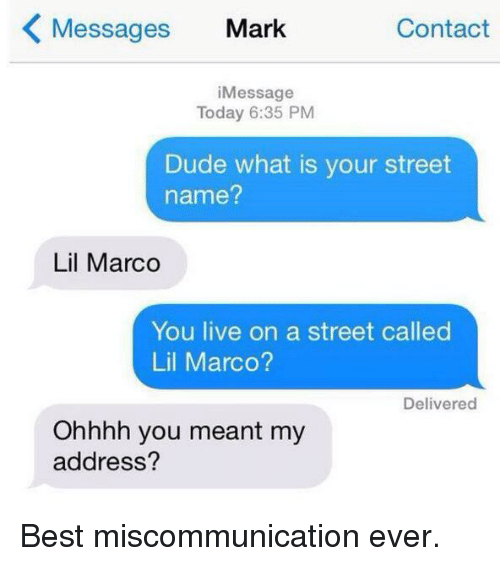 Messages Mark Contact
iMessage
Today 6:35 PM
Dude what is your street
name?
Lil Marco
You live on a street called
Lil Marco?
Delivered
Ohhhh you meant my
address?
Best miscommunication ever.